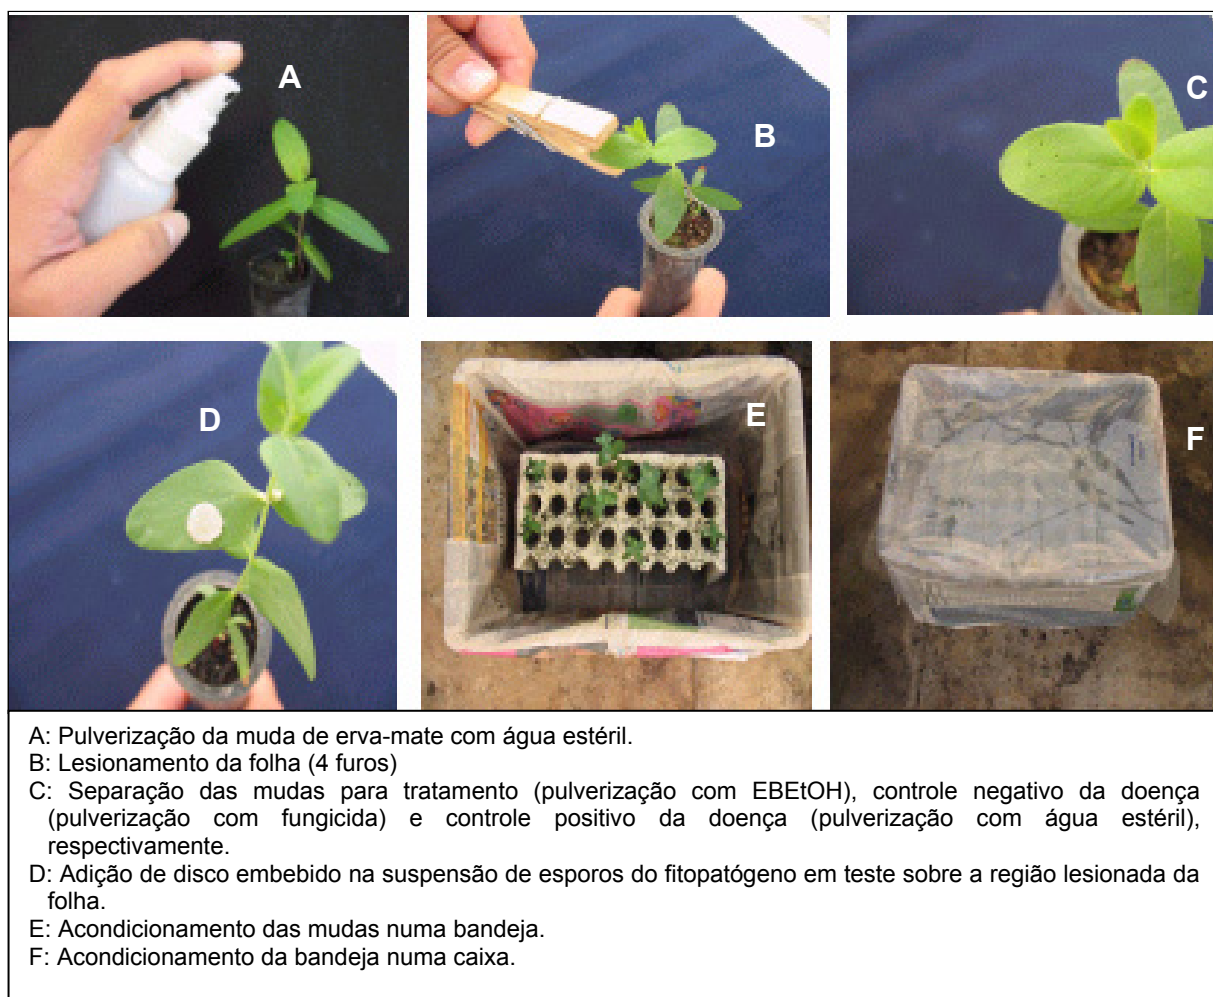 A
B
C
D
E
F
A: Pulverização da muda de erva-mate com água estéril.
B: Lesionamento da folha (4 furos)
C: Separação das mudas para tratamento (pulverização com EBEtOH), controle negativo da doença
(pulverização com fungicida) e controle positivo da doença (pulverização com água estéril),
respectivamente.
D: Adição de disco embebido na suspensão de esporos do fitopatógeno em teste sobre a região lesionada da
folha.
E: Acondicionamento das mudas numa bandeja.
F: Acondicionamento da bandeja numa caixa.